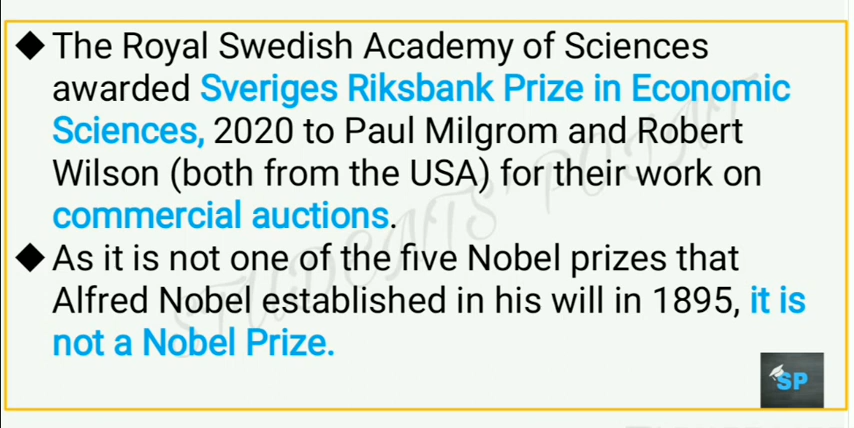 ◆ The Royal Swedish Academy of Sciences
awarded Sveriges Riksbank Prize in Economic
Sciences, 2020 to Paul Milgrom and Robert
Wilson (both from the USA) for their work on
commercial auctions.
◆ As it is not one of the five Nobel prizes that
Alfred Nobel established in his will in 1895, it is
not a Nobel Prize.
SP